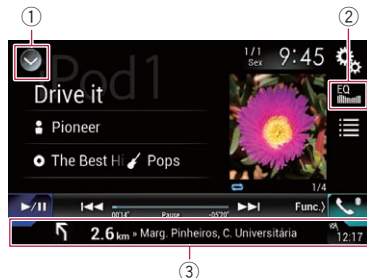 ① ②
iPod1
1/1 Sex 9:45
Drive it
EQ
Pioneer
The Best Hi Pops
1/4
00'14" Pause -05'20"
Func.
2.6 km » Marg. Pinheiros, C. Universitária
12:17
③